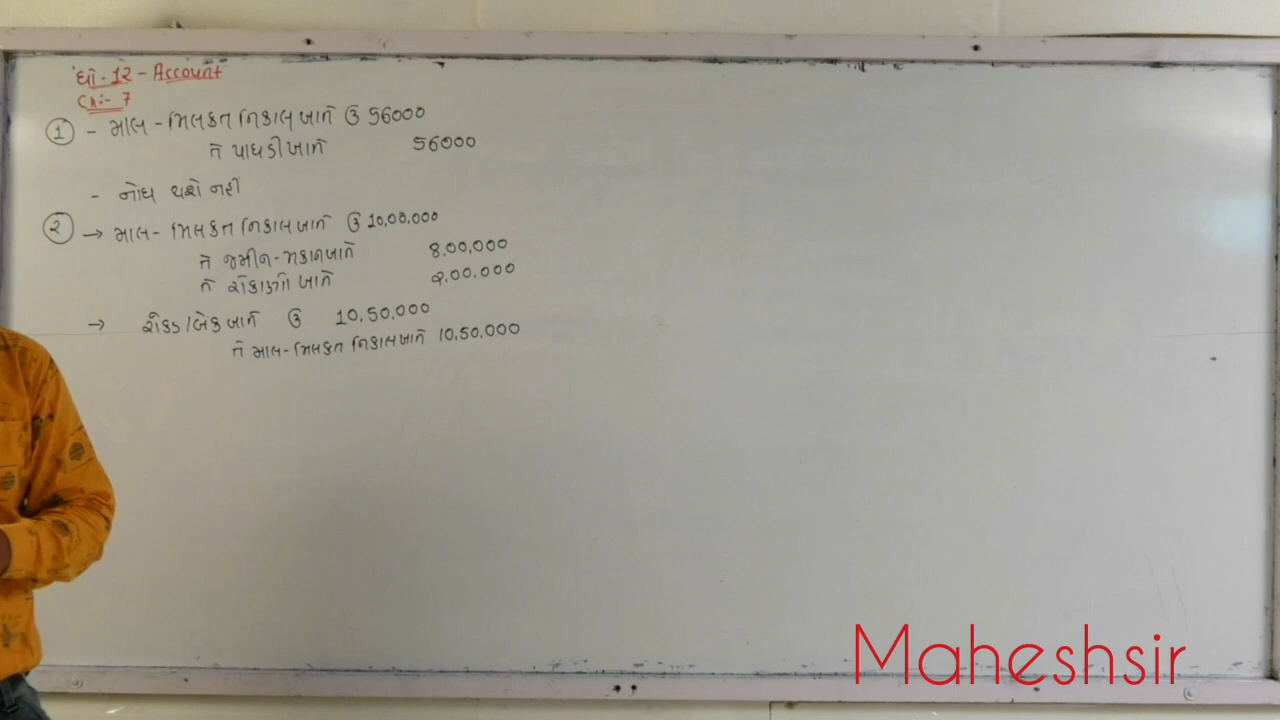 ધો - 12 - Account
Ch:- 7
① - માલ - મિલકત નિકાલ ખાતે ઉ 56000
તે પાઘડી ખાતે 56000
- નોંધ થશે નહીં
② → માલ - મિલકત નિકાલ ખાતે ઉ 10,00,000
તે જમીન - મકાન ખાતે 8,00,000
તે રોકાણો ખાતે 2,00,000
→ રોકડ / બેંક ખાતે ઉ 10,50,000
તે માલ - મિલકત નિકાલ ખાતે 10,50,000
Maheshsir